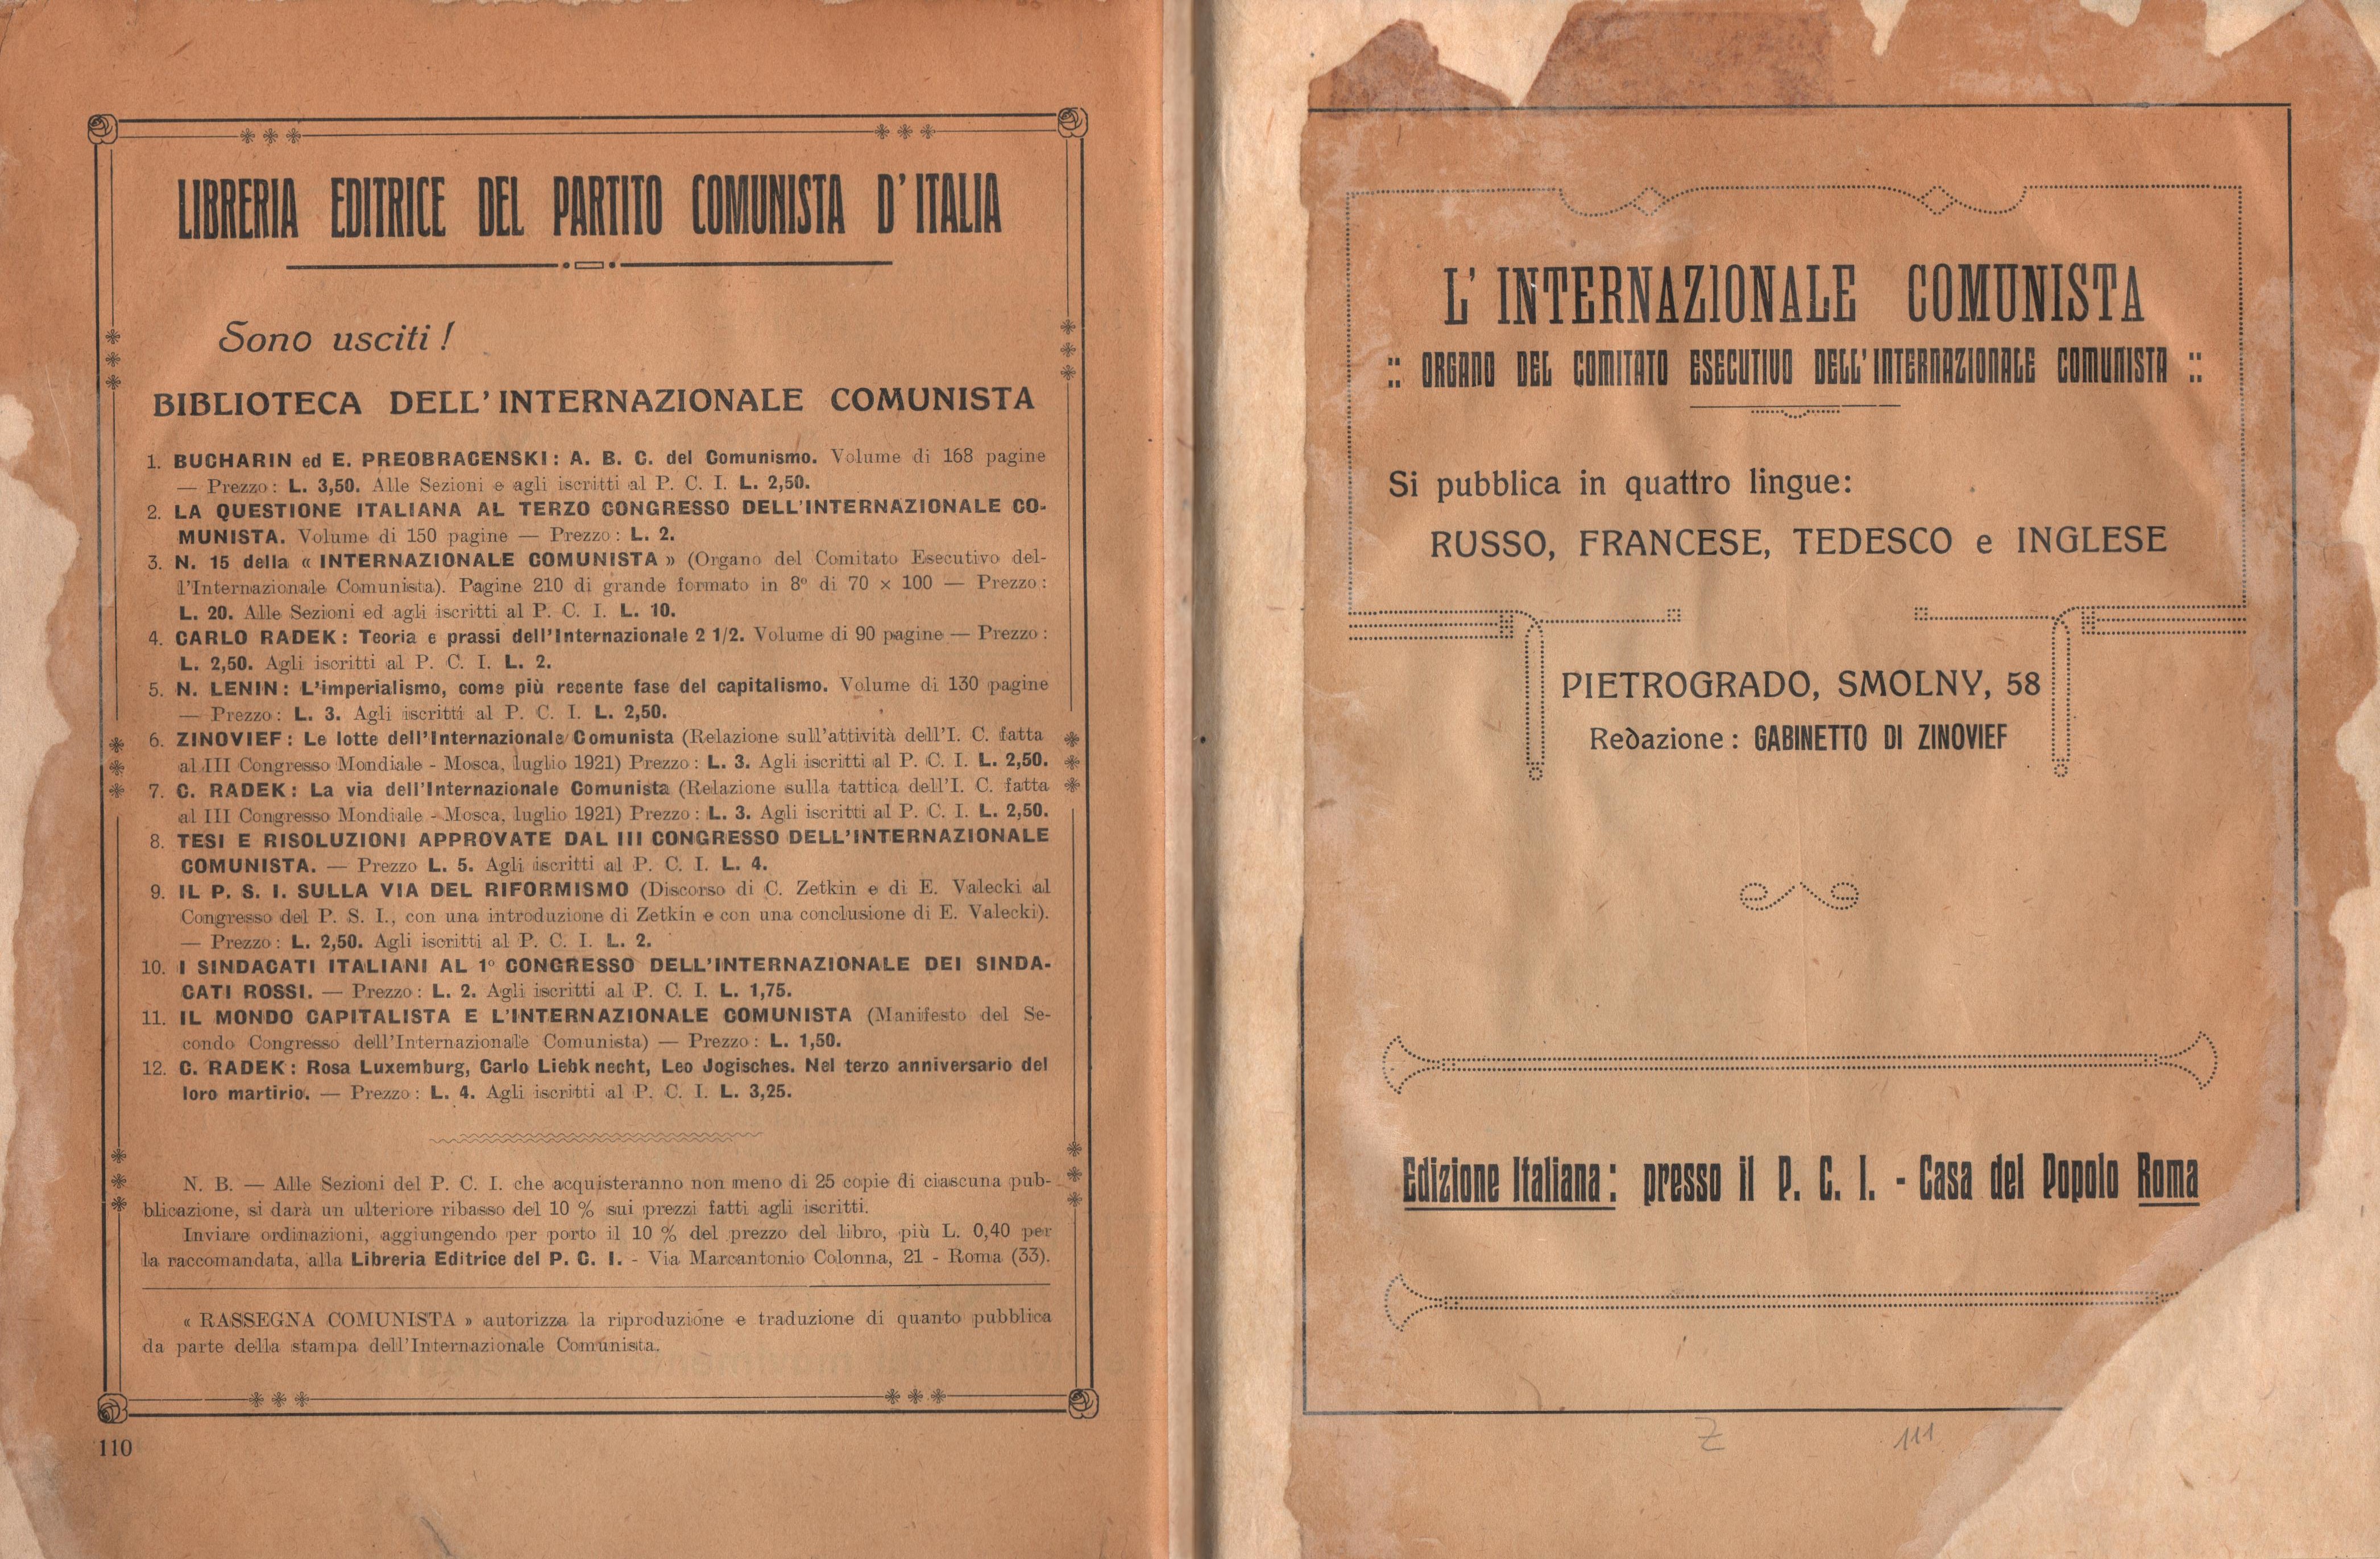 LIBRERIA EDITRICE DEL PARTITO COMUNISTA D'ITALIA
Sono usciti!
BIBLIOTECA DELL'INTERNAZIONALE COMUNISTA
1. BUCHARIN ed E. PREOBRACENSKI: A. B. C. del Comunismo. Volume di 168 pagine
— Prezzo: L. 3,50. Alle Sezioni e agli iscritti al P. C. I. L. 2,50.
2. LA QUESTIONE ITALIANA AL TERZO CONGRESSO DELL'INTERNAZIONALE CO-
MUNISTA. Volume di 150 pagine — Prezzo: L. 2.
3. N. 15 della « INTERNAZIONALE COMUNISTA » (Organo del Comitato Esecutivo del-
l'Internazionale Comunista). Pagine 210 di grande formato in 8º di 70 × 100 — Prezzo:
L. 20. Alle Sezioni ed agli iscritti al P. C. I. L. 10.
4. CARLO RADEK: Teoria e prassi dell'Internazionale 2 1/2. Volume di 90 pagine — Prezzo:
L. 2,50. Agli iscritti al P. C. I. L. 2.
5. N. LENIN: L'imperialismo, come più recente fase del capitalismo. Volume di 130 pagine
— Prezzo: L. 3. Agli iscritti al P. C. I. L. 2,50.
6. ZINOVIEF: Le lotte dell'Internazionale Comunista (Relazione sull'attività dell'I. C. fatta
al III Congresso Mondiale - Mosca, luglio 1921) Prezzo: L. 3. Agli iscritti al P. C. I. L. 2,50.
7. C. RADEK: La via dell'Internazionale Comunista (Relazione sulla tattica dell'I. C. fatta
al III Congresso Mondiale - Mosca, luglio 1921) Prezzo: L. 3. Agli iscritti al P. C. I. L. 2,50.
8. TESI E RISOLUZIONI APPROVATE DAL III CONGRESSO DELL'INTERNAZIONALE
COMUNISTA. — Prezzo L. 5. Agli iscritti al P. C. I. L. 4.
9. IL P. S. I. SULLA VIA DEL RIFORMISMO (Discorso di C. Zetkin e di E. Valecki al
Congresso del P. S. I., con una introduzione di Zetkin e con una conclusione di E. Valecki).
— Prezzo: L. 2,50. Agli iscritti al P. C. I. L. 2.
10. I SINDACATI ITALIANI AL 1º CONGRESSO DELL'INTERNAZIONALE DEI SINDA-
CATI ROSSI. — Prezzo: L. 2. Agli iscritti al P. C. I. L. 1,75.
11. IL MONDO CAPITALISTA E L'INTERNAZIONALE COMUNISTA (Manifesto del Se-
condo Congresso dell'Internazionale Comunista) — Prezzo: L. 1,50.
12. C. RADEK: Rosa Luxemburg, Carlo Liebknecht, Leo Jogisches. Nel terzo anniversario del
loro martirio. — Prezzo: L. 4. Agli iscritti al P. C. I. L. 3,25.
N. B. — Alle Sezioni del P. C. I. che acquisteranno non meno di 25 copie di ciascuna pub-
blicazione, si darà un ulteriore ribasso del 10 % sui prezzi fatti agli iscritti.
Inviare ordinazioni, aggiungendo per porto il 10 % del prezzo del libro, più L. 0,40 per
la raccomandata, alla Libreria Editrice del P. C. I. - Via Marcantonio Colonna, 21 - Roma (33).
« RASSEGNA COMUNISTA » autorizza la riproduzione e traduzione di quanto pubblica
da parte della stampa dell'Internazionale Comunista.
110
L'INTERNAZIONALE COMUNISTA
:: ORGANO DEL COMITATO ESECUTIVO DELL'INTERNAZIONALE COMUNISTA ::
Si pubblica in quattro lingue:
RUSSO, FRANCESE, TEDESCO e INGLESE
PIETROGRADO, SMOLNY, 58
Redazione: GABINETTO DI ZINOVIEF
Edizione Italiana: presso il P. C. I. - Casa del Popolo Roma
Z 111